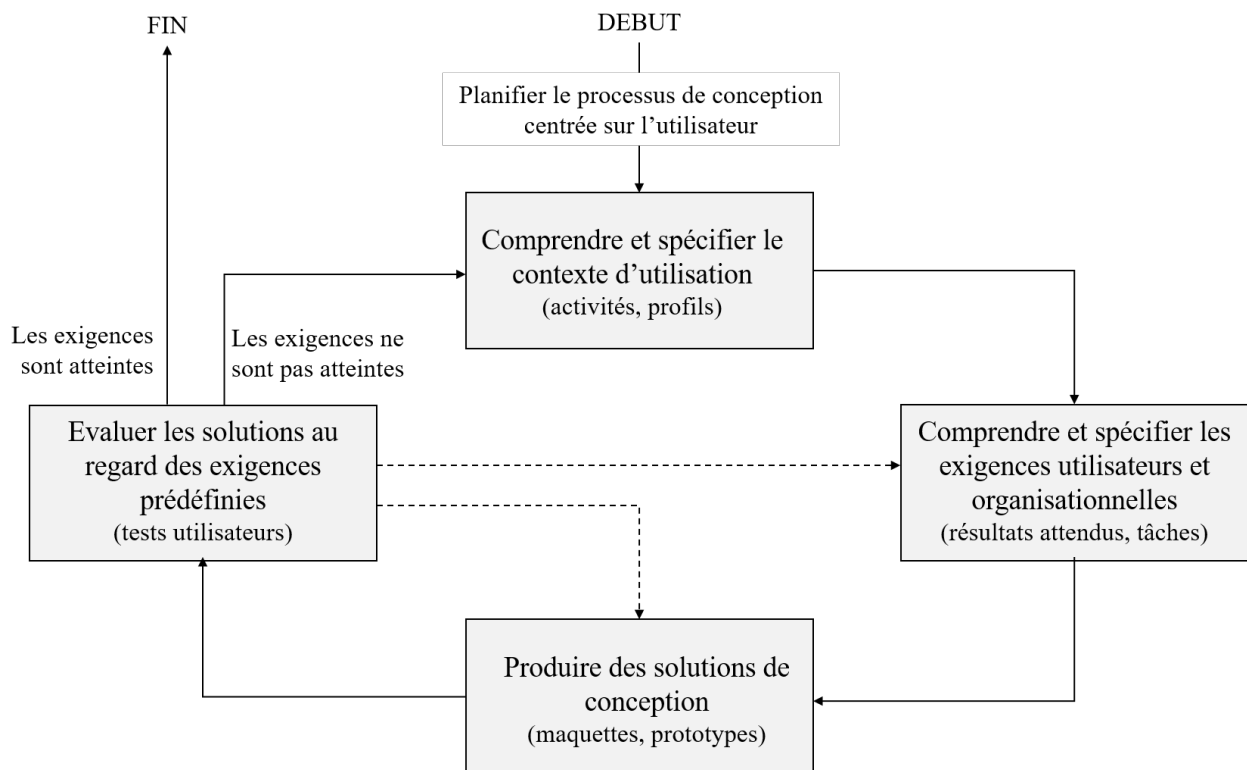 FIN
DEBUT
Planifier le processus de conception
centrée sur l’utilisateur
Comprendre et spécifier le
contexte d’utilisation
(activités, profils)
Les exigences
sont atteintes
Les exigences ne
sont pas atteintes
Evaluer les solutions au
regard des exigences
prédéfinies
(tests utilisateurs)
Comprendre et spécifier les
exigences utilisateurs et
organisationnelles
(résultats attendus, tâches)
Produire des solutions de
conception
(maquettes, prototypes)